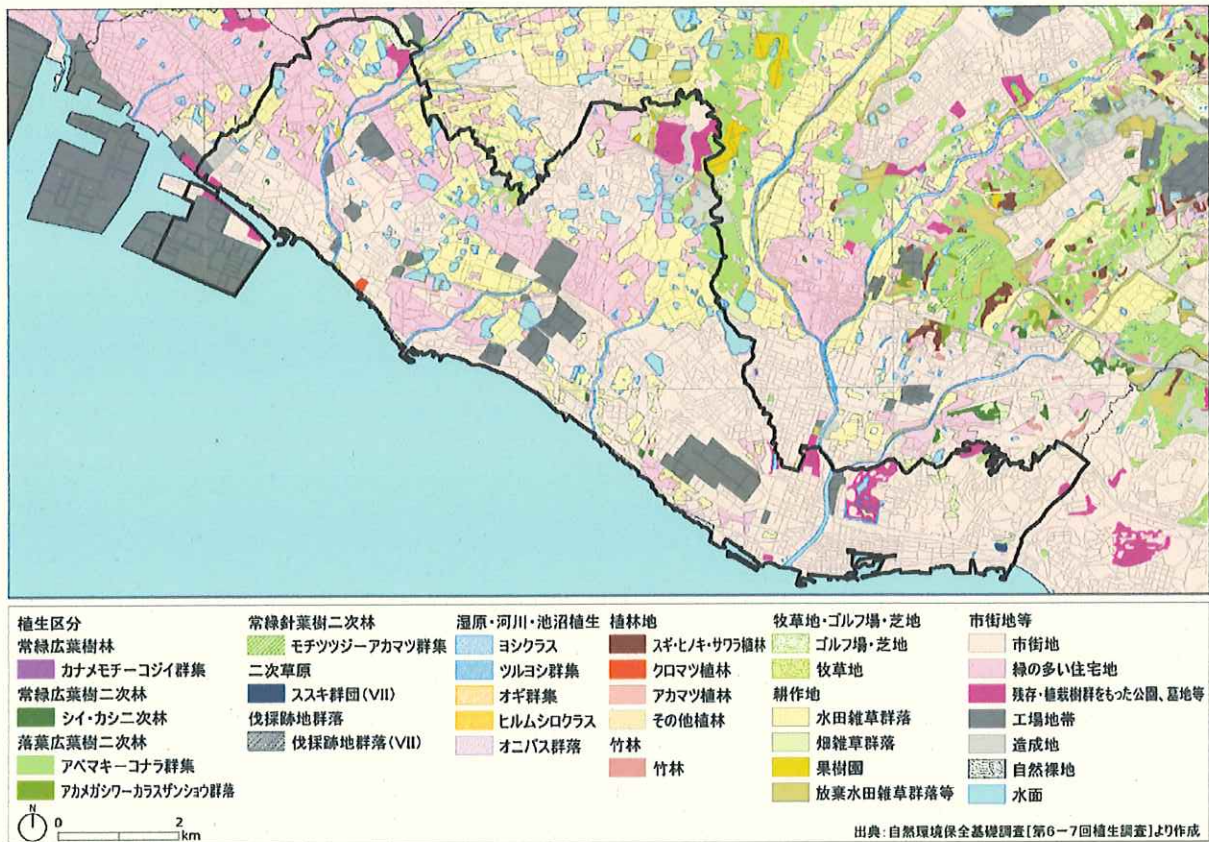 植生区分
常緑広葉樹林
カナメモチーコジイ群集
常緑広葉樹二次林
シイ・カシ二次林
落葉広葉樹二次林
アベマキーコナラ群集
アカメガシワーカラスザンショウ群落
常緑針葉樹二次林
モチツツジーアカマツ群集
二次草原
ススキ群団(VII)
伐採跡地群落
伐採跡地群落(VII)
湿原・河川・池沼植生
ヨシクラス
ツルヨシ群集
オギ群集
ヒルムシロクラス
オニバス群落
植林地
スギ・ヒノキ・サワラ植林
クロマツ植林
アカマツ植林
その他植林
竹林
竹林
牧草地・ゴルフ場・芝地
ゴルフ場・芝地
牧草地
耕作地
水田雑草群落
畑雑草群落
果樹園
放棄水田雑草群落等
市街地等
市街地
緑の多い住宅地
残存・植栽樹群をもった公園、墓地等
工場地帯
造成地
自然裸地
水面
N
0 2
km
出典:自然環境保全基礎調査[第6-7回植生調査]より作成